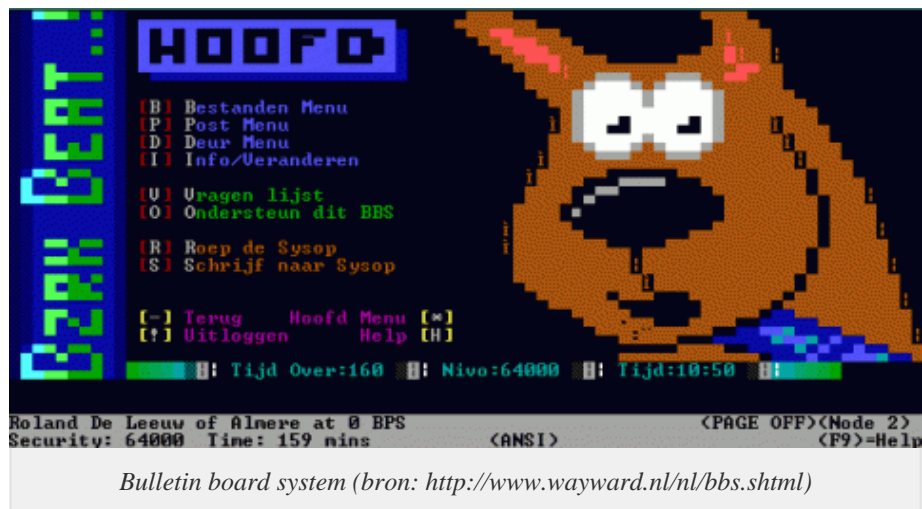 BZRK BEAT..
HOOFD
[B] Bestanden Menu
[P] Post Menu
[D] Deur Menu
[I] Info/Veranderen
[V] Vragen lijst
[O] Ondersteun dit BBS
[R] Roep de Sysop
[S] Schrijf naar Sysop
[-] Terug Hoofd Menu [*]
[!] Uitloggen Help [H]
Tijd Over:160 Nivo:64000 Tijd:10:50
Roland De Leeuw of Almere at 0 BPS (PAGE OFF)(Node 2)
Security: 64000 Time: 159 mins (ANSI) (F9)=Help
Bulletin board system (bron: http://www.wayward.nl/nl/bbs.shtml)